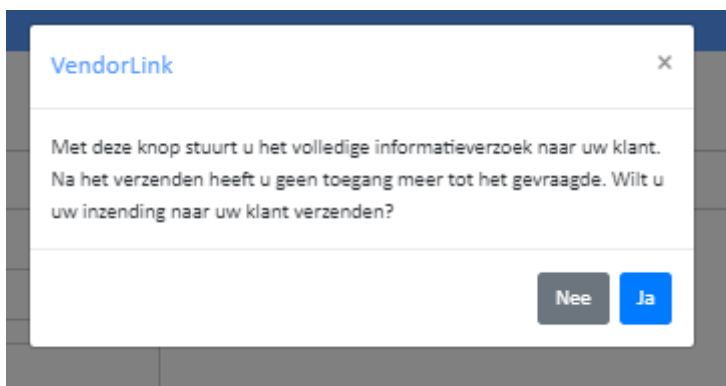 VendorLink
×
Met deze knop stuurt u het volledige informatieverzoek naar uw klant.
Na het verzenden heeft u geen toegang meer tot het gevraagde. Wilt u
uw inzending naar uw klant verzenden?
Nee Ja